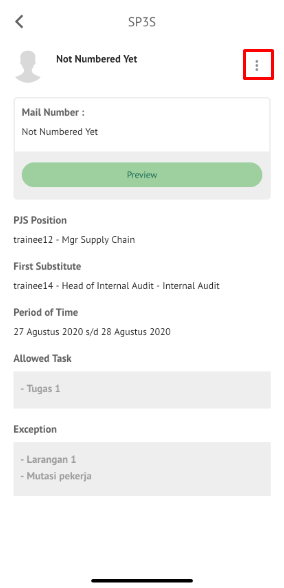 SP3S
Not Numbered Yet
Mail Number :
Not Numbered Yet
Preview
PJS Position
trainee12 - Mgr Supply Chain
First Substitute
trainee14 - Head of Internal Audit - Internal Audit
Period of Time
27 Agustus 2020 s/d 28 Agustus 2020
Allowed Task
- Tugas 1
Exception
- Larangan 1
- Mutasi pekerja